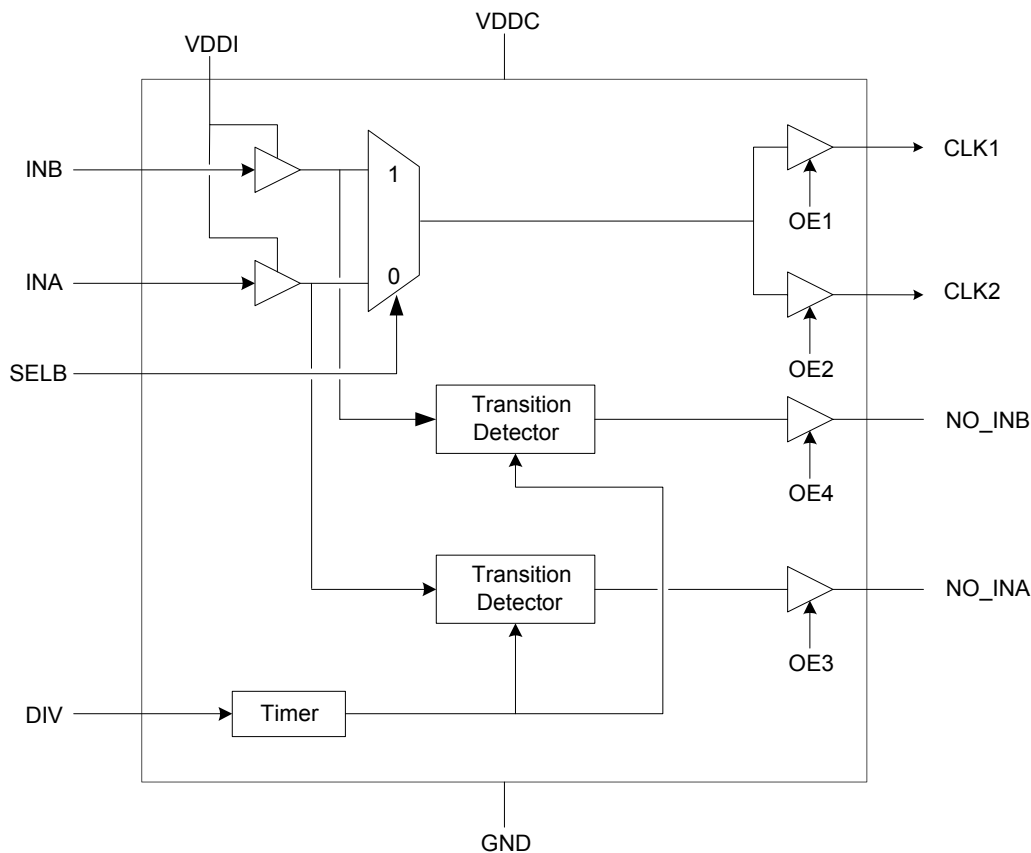 VDDC
VDDI
INB
1
CLK1
OE1
INA
0
CLK2
SELB
OE2
Transition
Detector
NO_INB
OE4
Transition
Detector
NO_INA
OE3
DIV
Timer
GND